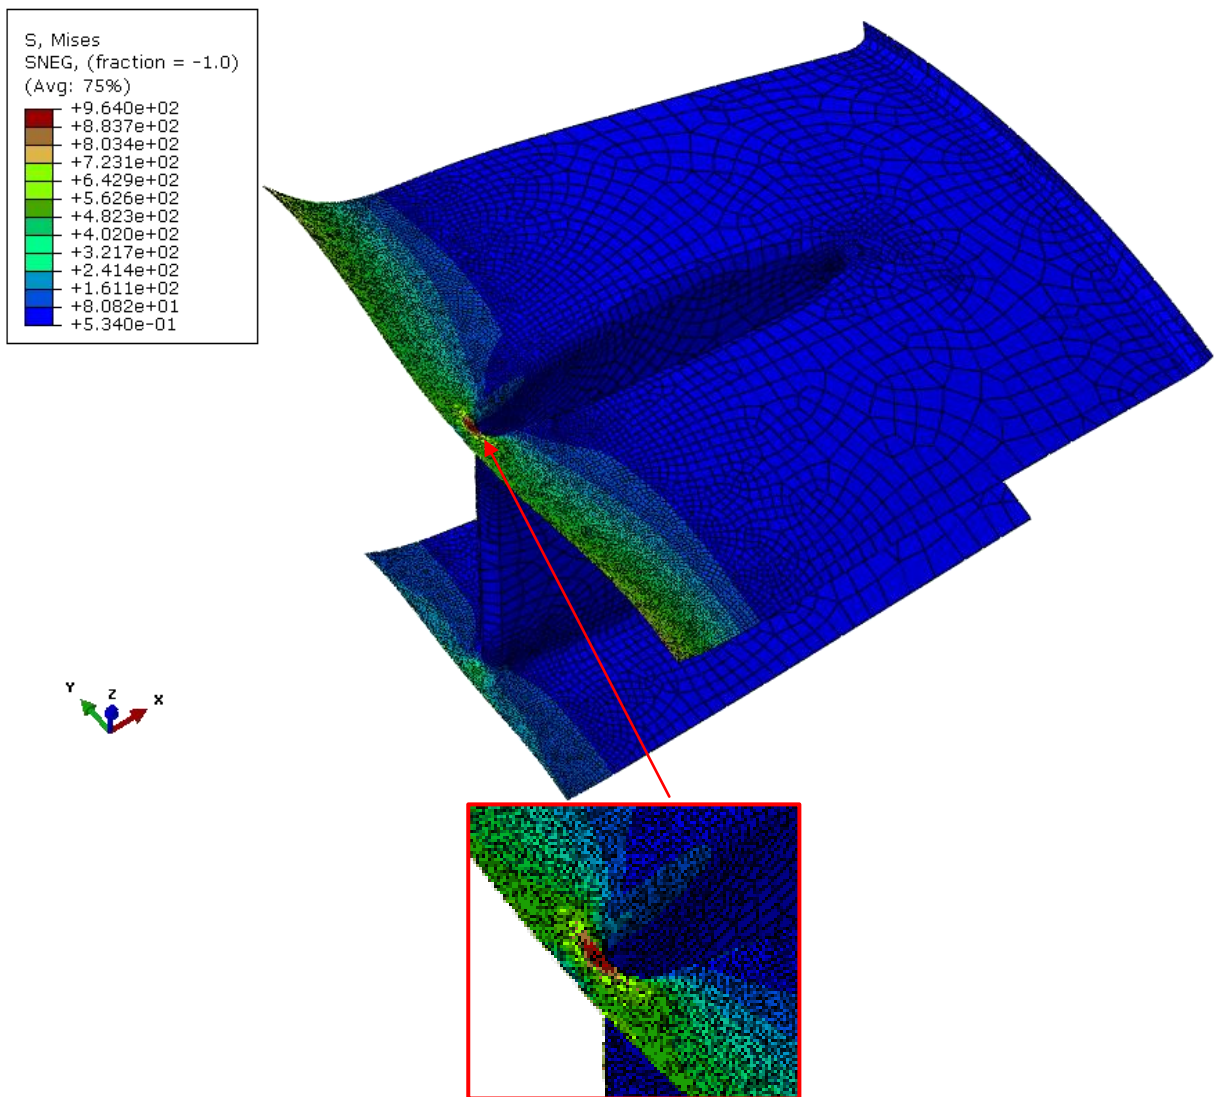 S, Mises
SNEG, (fraction = -1.0)
(Avg: 75%)
+9.640e+02
+8.837e+02
+8.034e+02
+7.231e+02
+6.429e+02
+5.626e+02
+4.823e+02
+4.020e+02
+3.217e+02
+2.414e+02
+1.611e+02
+8.082e+01
+5.340e-01
Y
Z
X